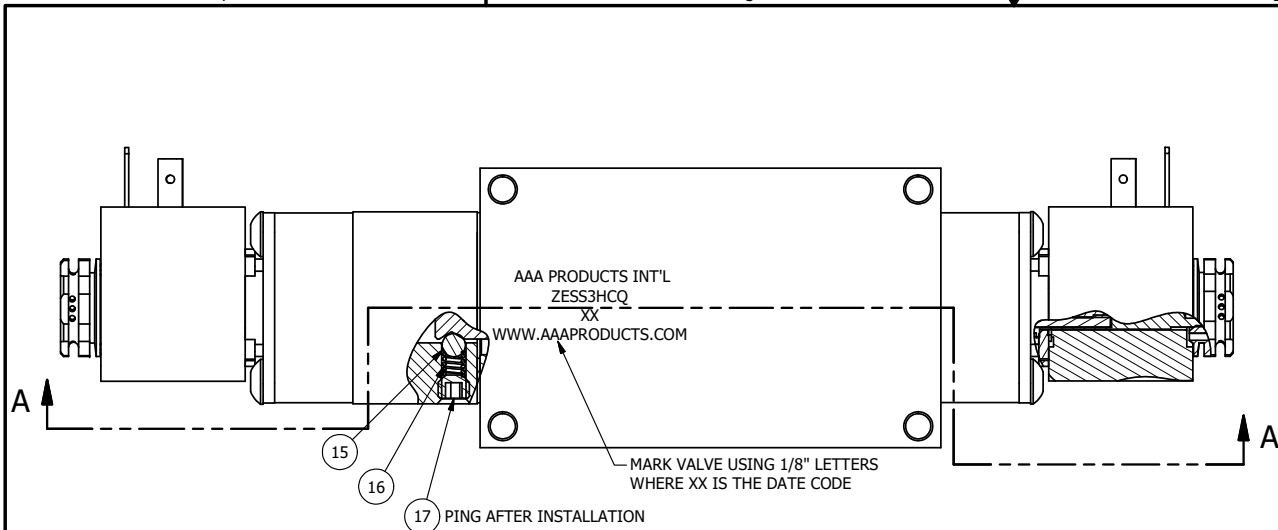 AAA PRODUCTS INT'L
ZESS3HCQ
XX
WWW.AAAPRODUCTS.COM
A
A
15
16
MARK VALVE USING 1/8" LETTERS
WHERE XX IS THE DATE CODE
17 PING AFTER INSTALLATION